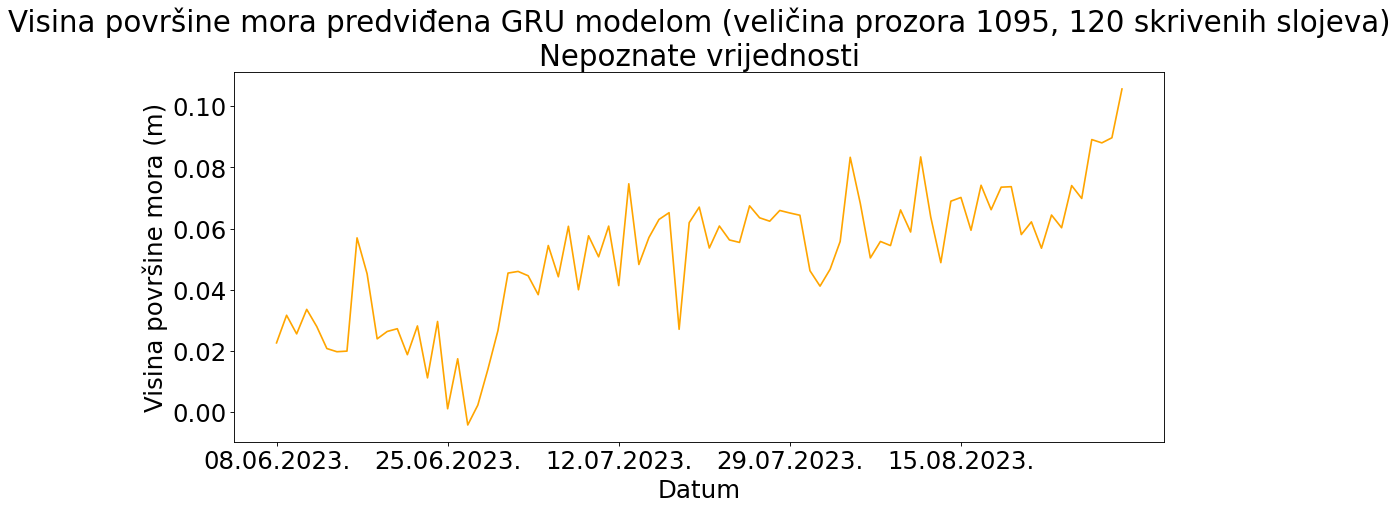 Visina površine mora predviđena GRU modelom (veličina prozora 1095, 120 skrivenih slojeva)
Nepoznate vrijednosti
Visina površine mora (m)
0.10
0.08
0.06
0.04
0.02
0.00
08.06.2023. 25.06.2023. 12.07.2023. 29.07.2023. 15.08.2023.
Datum